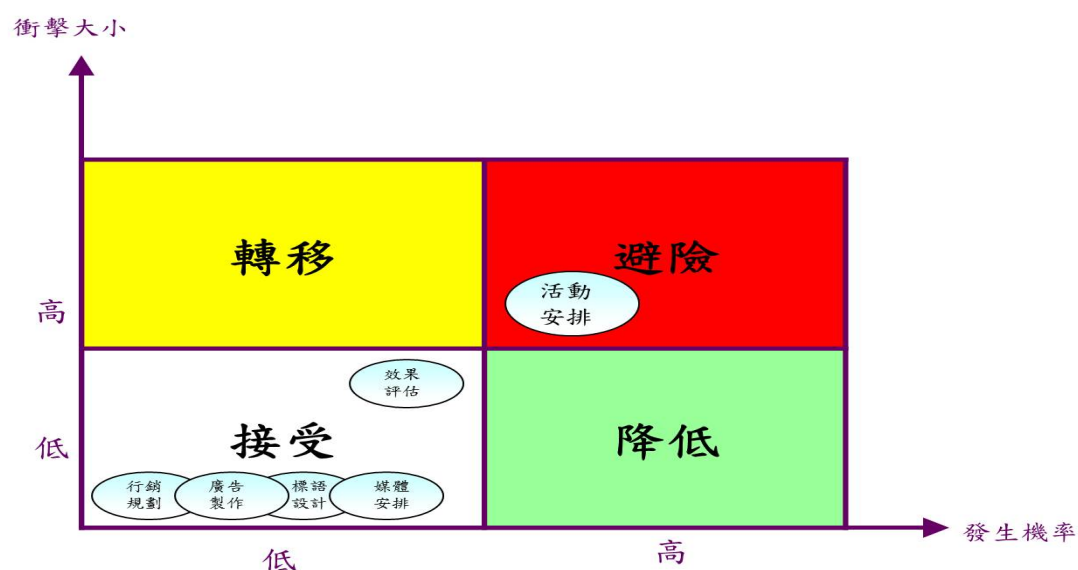 衝擊大小
轉移
避險
活動
安排
高
效果
評估
接受
降低
低
行銷
規劃
廣告
製作
標語
設計
媒體
安排
發生機率
低
高